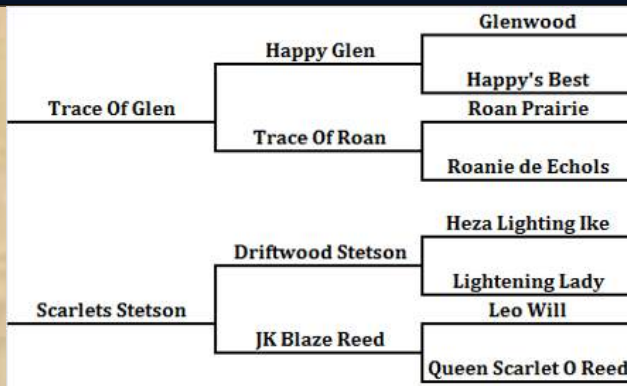 Glenwood
Happy Glen
Happy's Best
Trace Of Glen
Roan Prairie
Trace Of Roan
Roanie de Echols
Heza Lighting Ike
Driftwood Stetson
Lightening Lady
Scarlets Stetson
Leo Will
JK Blaze Reed
Queen Scarlet O Reed